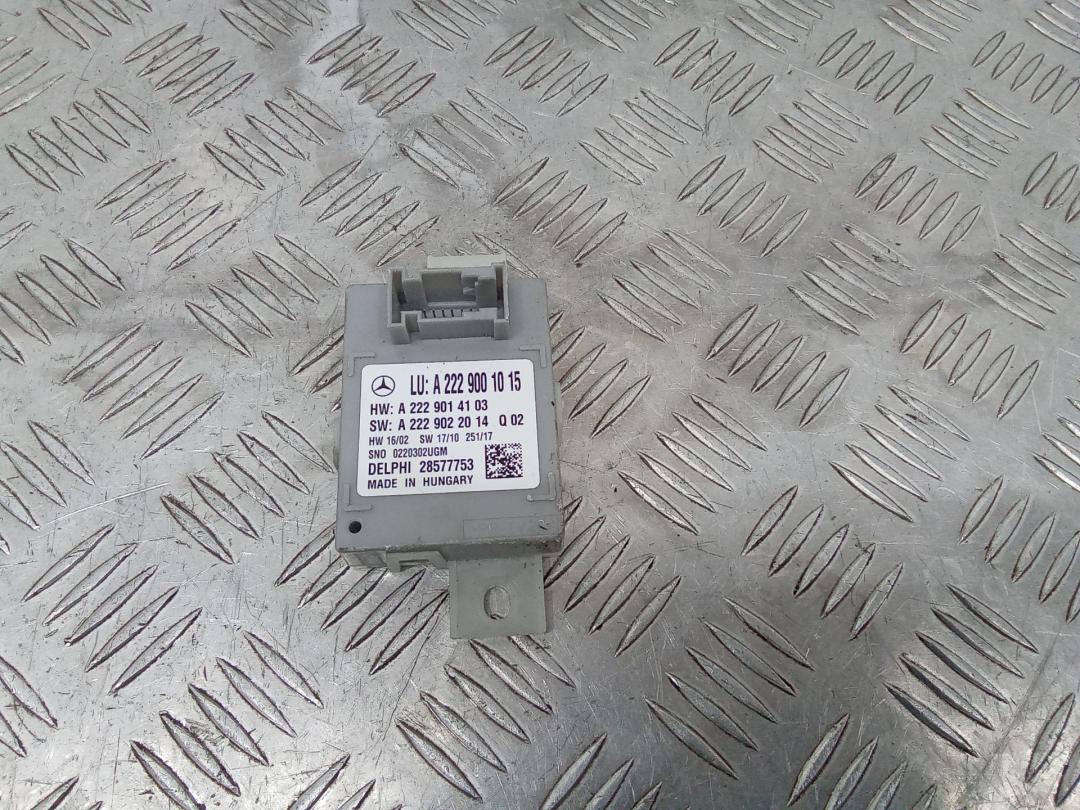 LU: A 222 900 10 15
HW: A 222 901 41 03
SW: A 222 902 20 14 Q 02
HW 16/02 SW 17/10 251/17
SNO 0220302UGM
DELPHI 28577753
MADE IN HUNGARY